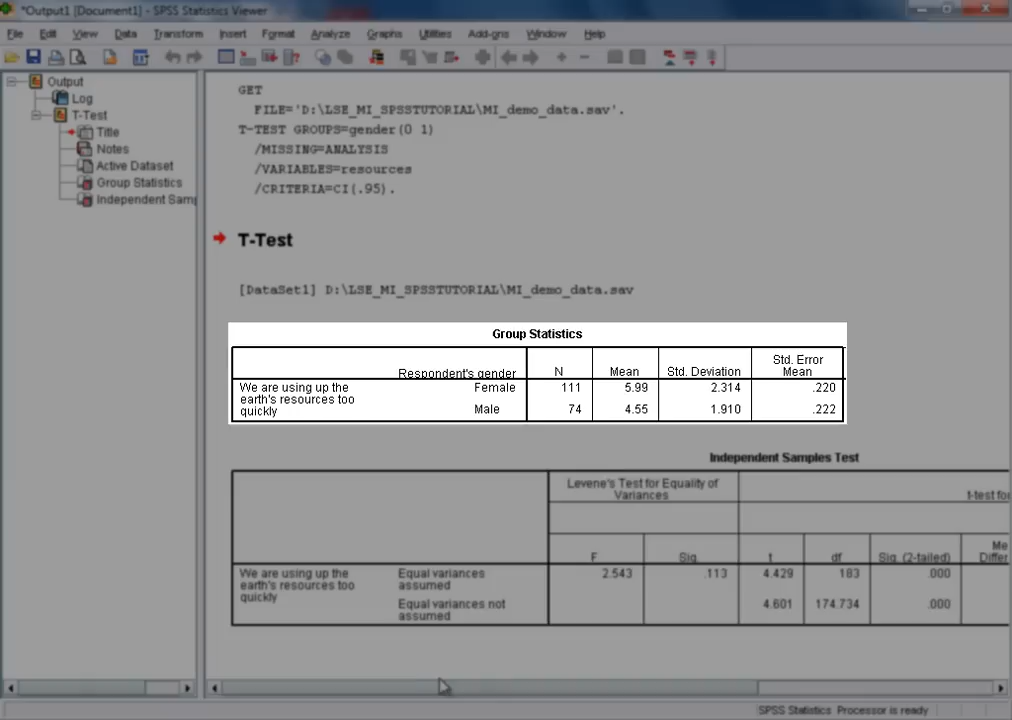 *Output1 [Document1] - SPSS Statistics Viewer
File Edit View Data Transform Insert Format Analyze Graphs Utilities Add-ons Window Help
Output
Log
T-Test
Title
Notes
Active Dataset
Group Statistics
Independent Samp
GET
FILE='D:\LSE_MI_SPSSTUTORIAL\MI_demo_data.sav'.
T-TEST GROUPS=gender(0 1)
/MISSING=ANALYSIS
/VARIABLES=resources
/CRITERIA=CI(.95).
T-Test
[DataSet1] D:\LSE_MI_SPSSTUTORIAL\MI_demo_data.sav
Group Statistics
Respondent's gender N Mean Std. Deviation Std. Error Mean
We are using up the Female 111 5.99 2.314 .220
earth's resources too
quickly Male 74 4.55 1.910 .222
Independent Samples Test
Levene's Test for Equality of
Variances
t-test for
F Sig. t df Sig. (2-tailed) Me
Differ
We are using up the Equal variances 2.543 .113 4.429 183 .000
earth's resources too assumed
quickly Equal variances not 4.601 174.734 .000
assumed
SPSS Statistics Processor is ready